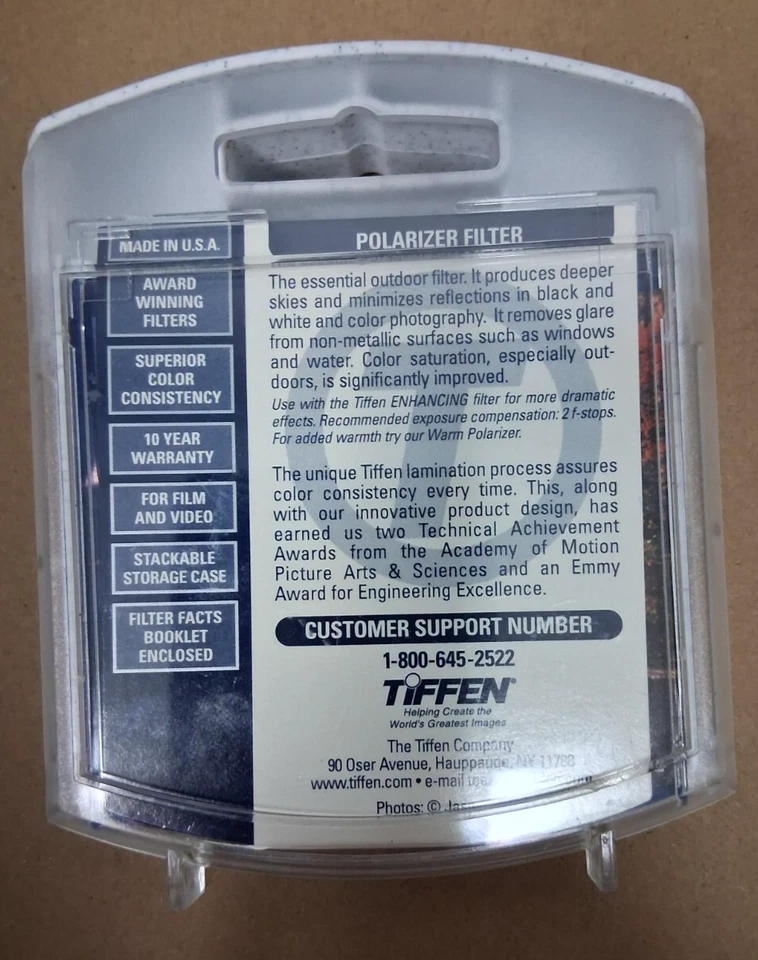 MADE IN U.S.A.
AWARD
WINNING
FILTERS
SUPERIOR
COLOR
CONSISTENCY
10 YEAR
WARRANTY
FOR FILM
AND VIDEO
STACKABLE
STORAGE CASE
FILTER FACTS
BOOKLET
ENCLOSED
POLARIZER FILTER
The essential outdoor filter. It produces deeper
skies and minimizes reflections in black and
white and color photography. It removes glare
from non-metallic surfaces such as windows
and water. Color saturation, especially out-
doors, is significantly improved.
Use with the Tiffen ENHANCING filter for more dramatic
effects. Recommended exposure compensation: 2 f-stops.
For added warmth try our Warm Polarizer.
The unique Tiffen lamination process assures
color consistency every time. This, along
with our innovative product design, has
earned us two Technical Achievement
Awards from the Academy of Motion
Picture Arts & Sciences and an Emmy
Award for Engineering Excellence.
CUSTOMER SUPPORT NUMBER
1-800-645-2522
TIFFEN®
Helping Create the
World's Greatest Images
The Tiffen Company
90 Oser Avenue, Hauppauge, NY 11788
www.tiffen.com • e-mail
Photos: ©